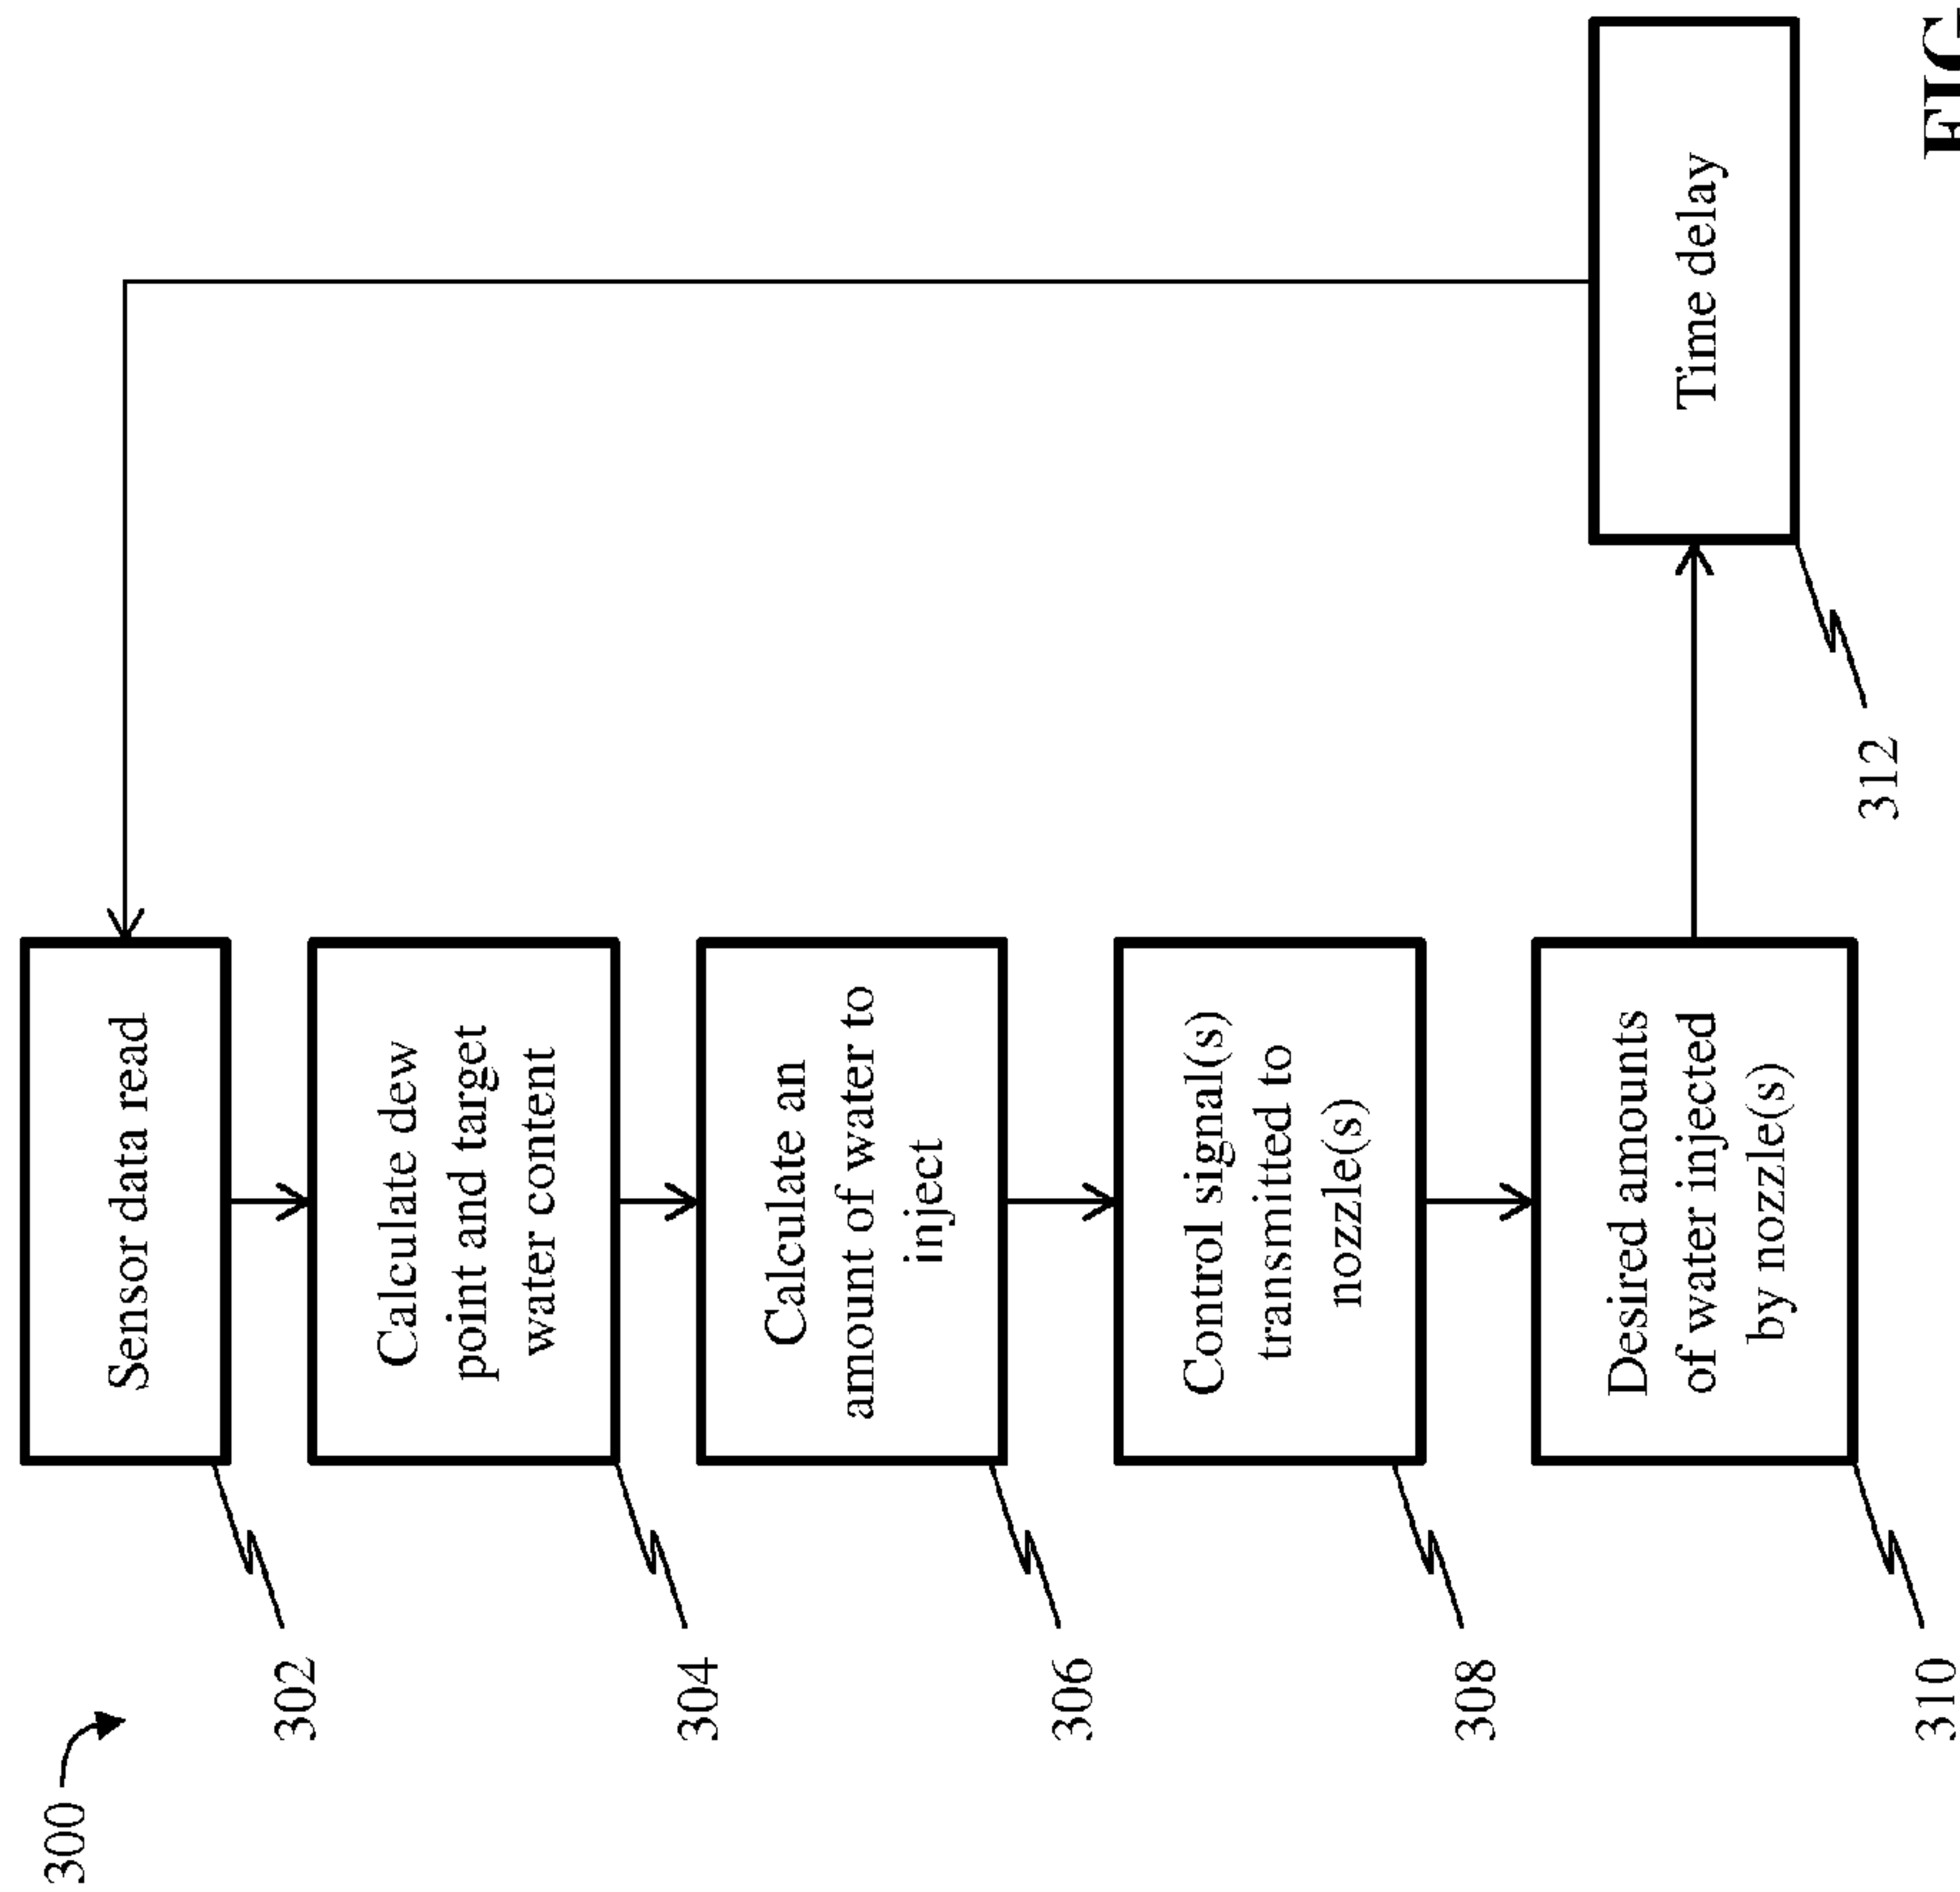 300
Sensor data read
302
Calculate dew
point and target
water content
304
Calculate an
amount of water to
inject
306
Control signal(s)
transmitted to
nozzle(s)
308
Desired amounts
of water injected
by nozzle(s)
310
Time delay
312
FIG